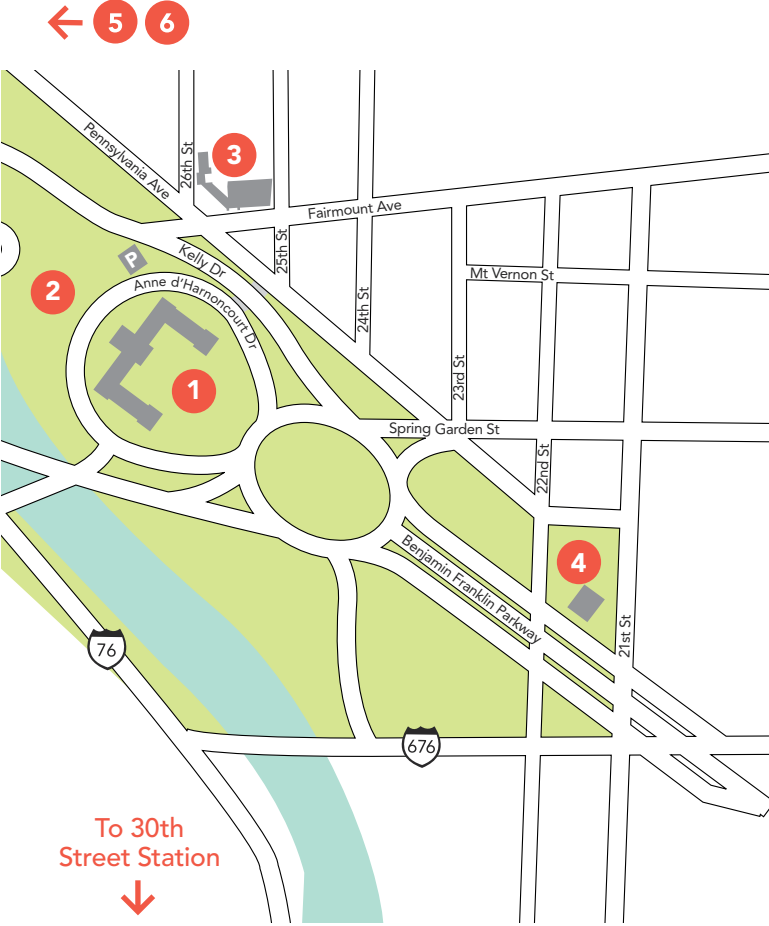 ← 5 6
Pennsylvania Ave
26th St
3
Fairmount Ave
P
Kelly Dr
25th St
Mt Vernon St
2
Anne d'Harnoncourt Dr
24th St
1
23rd St
Spring Garden St
22nd St
Benjamin Franklin Parkway
4
21st St
76
676
To 30th
Street Station
↓